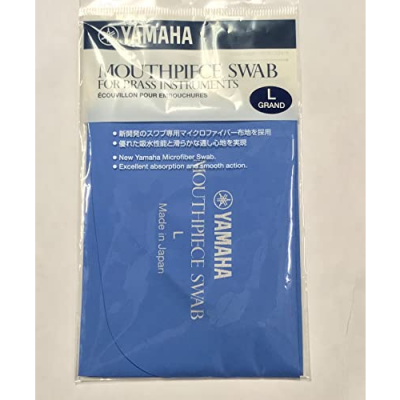 YAMAHA
MOUTHPIECE SWAB
FOR BRASS INSTRUMENTS
ÉCOUVILLON POUR EMBOUCHURES
L
GRAND
• 新開発のスワブ専用マイクロファイバー布地を採用
• 優れた吸水性能と滑らかな通し心地を実現
• New Yamaha Microfiber Swab.
• Excellent absorption and smooth action.
YAMAHA
MOUTHPIECE SWAB
L
Made in Japan